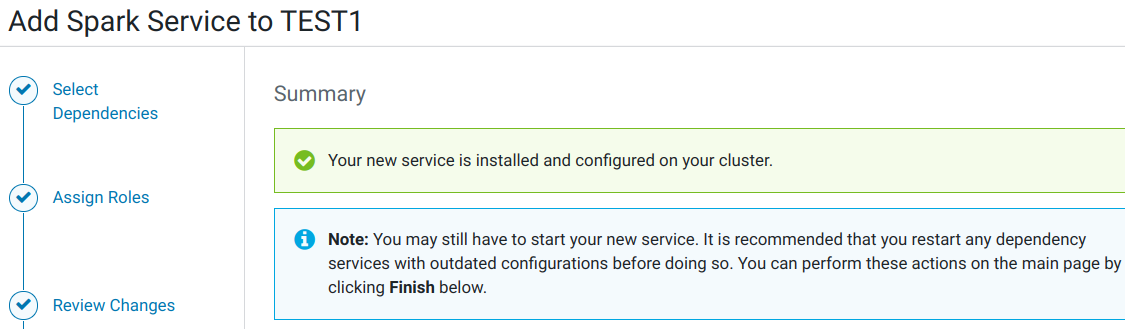 Add Spark Service to TEST1
Select
Dependencies
Assign Roles
Review Changes
Summary
Your new service is installed and configured on your cluster.
Note: You may still have to start your new service. It is recommended that you restart any dependency
services with outdated configurations before doing so. You can perform these actions on the main page by
clicking Finish below.